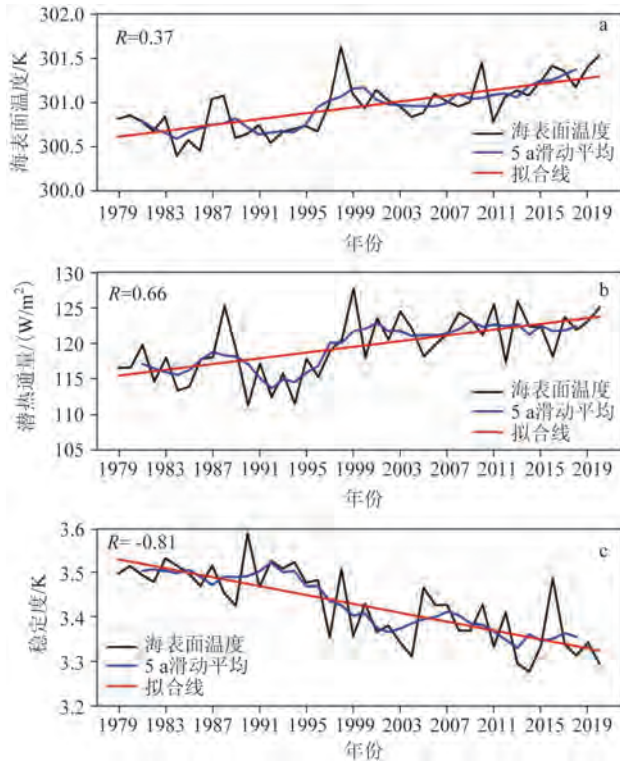 302.0
a
R=0.37
301.5
301.0
300.5
300.0
海表面温度/K
海表面温度
5 a滑动平均
拟合线
1979 1983 1987 1991 1995 1999 2003 2007 2011 2015 2019
年份
130
b
R=0.66
125
120
115
110
105
潜热通量/(W/m²)
海表面温度
5 a滑动平均
拟合线
1979 1983 1987 1991 1995 1999 2003 2007 2011 2015 2019
年份
3.6
R= -0.81
c
3.5
3.4
3.3
3.2
稳定度/K
海表面温度
5 a滑动平均
拟合线
1979 1983 1987 1991 1995 1999 2003 2007 2011 2015 2019
年份